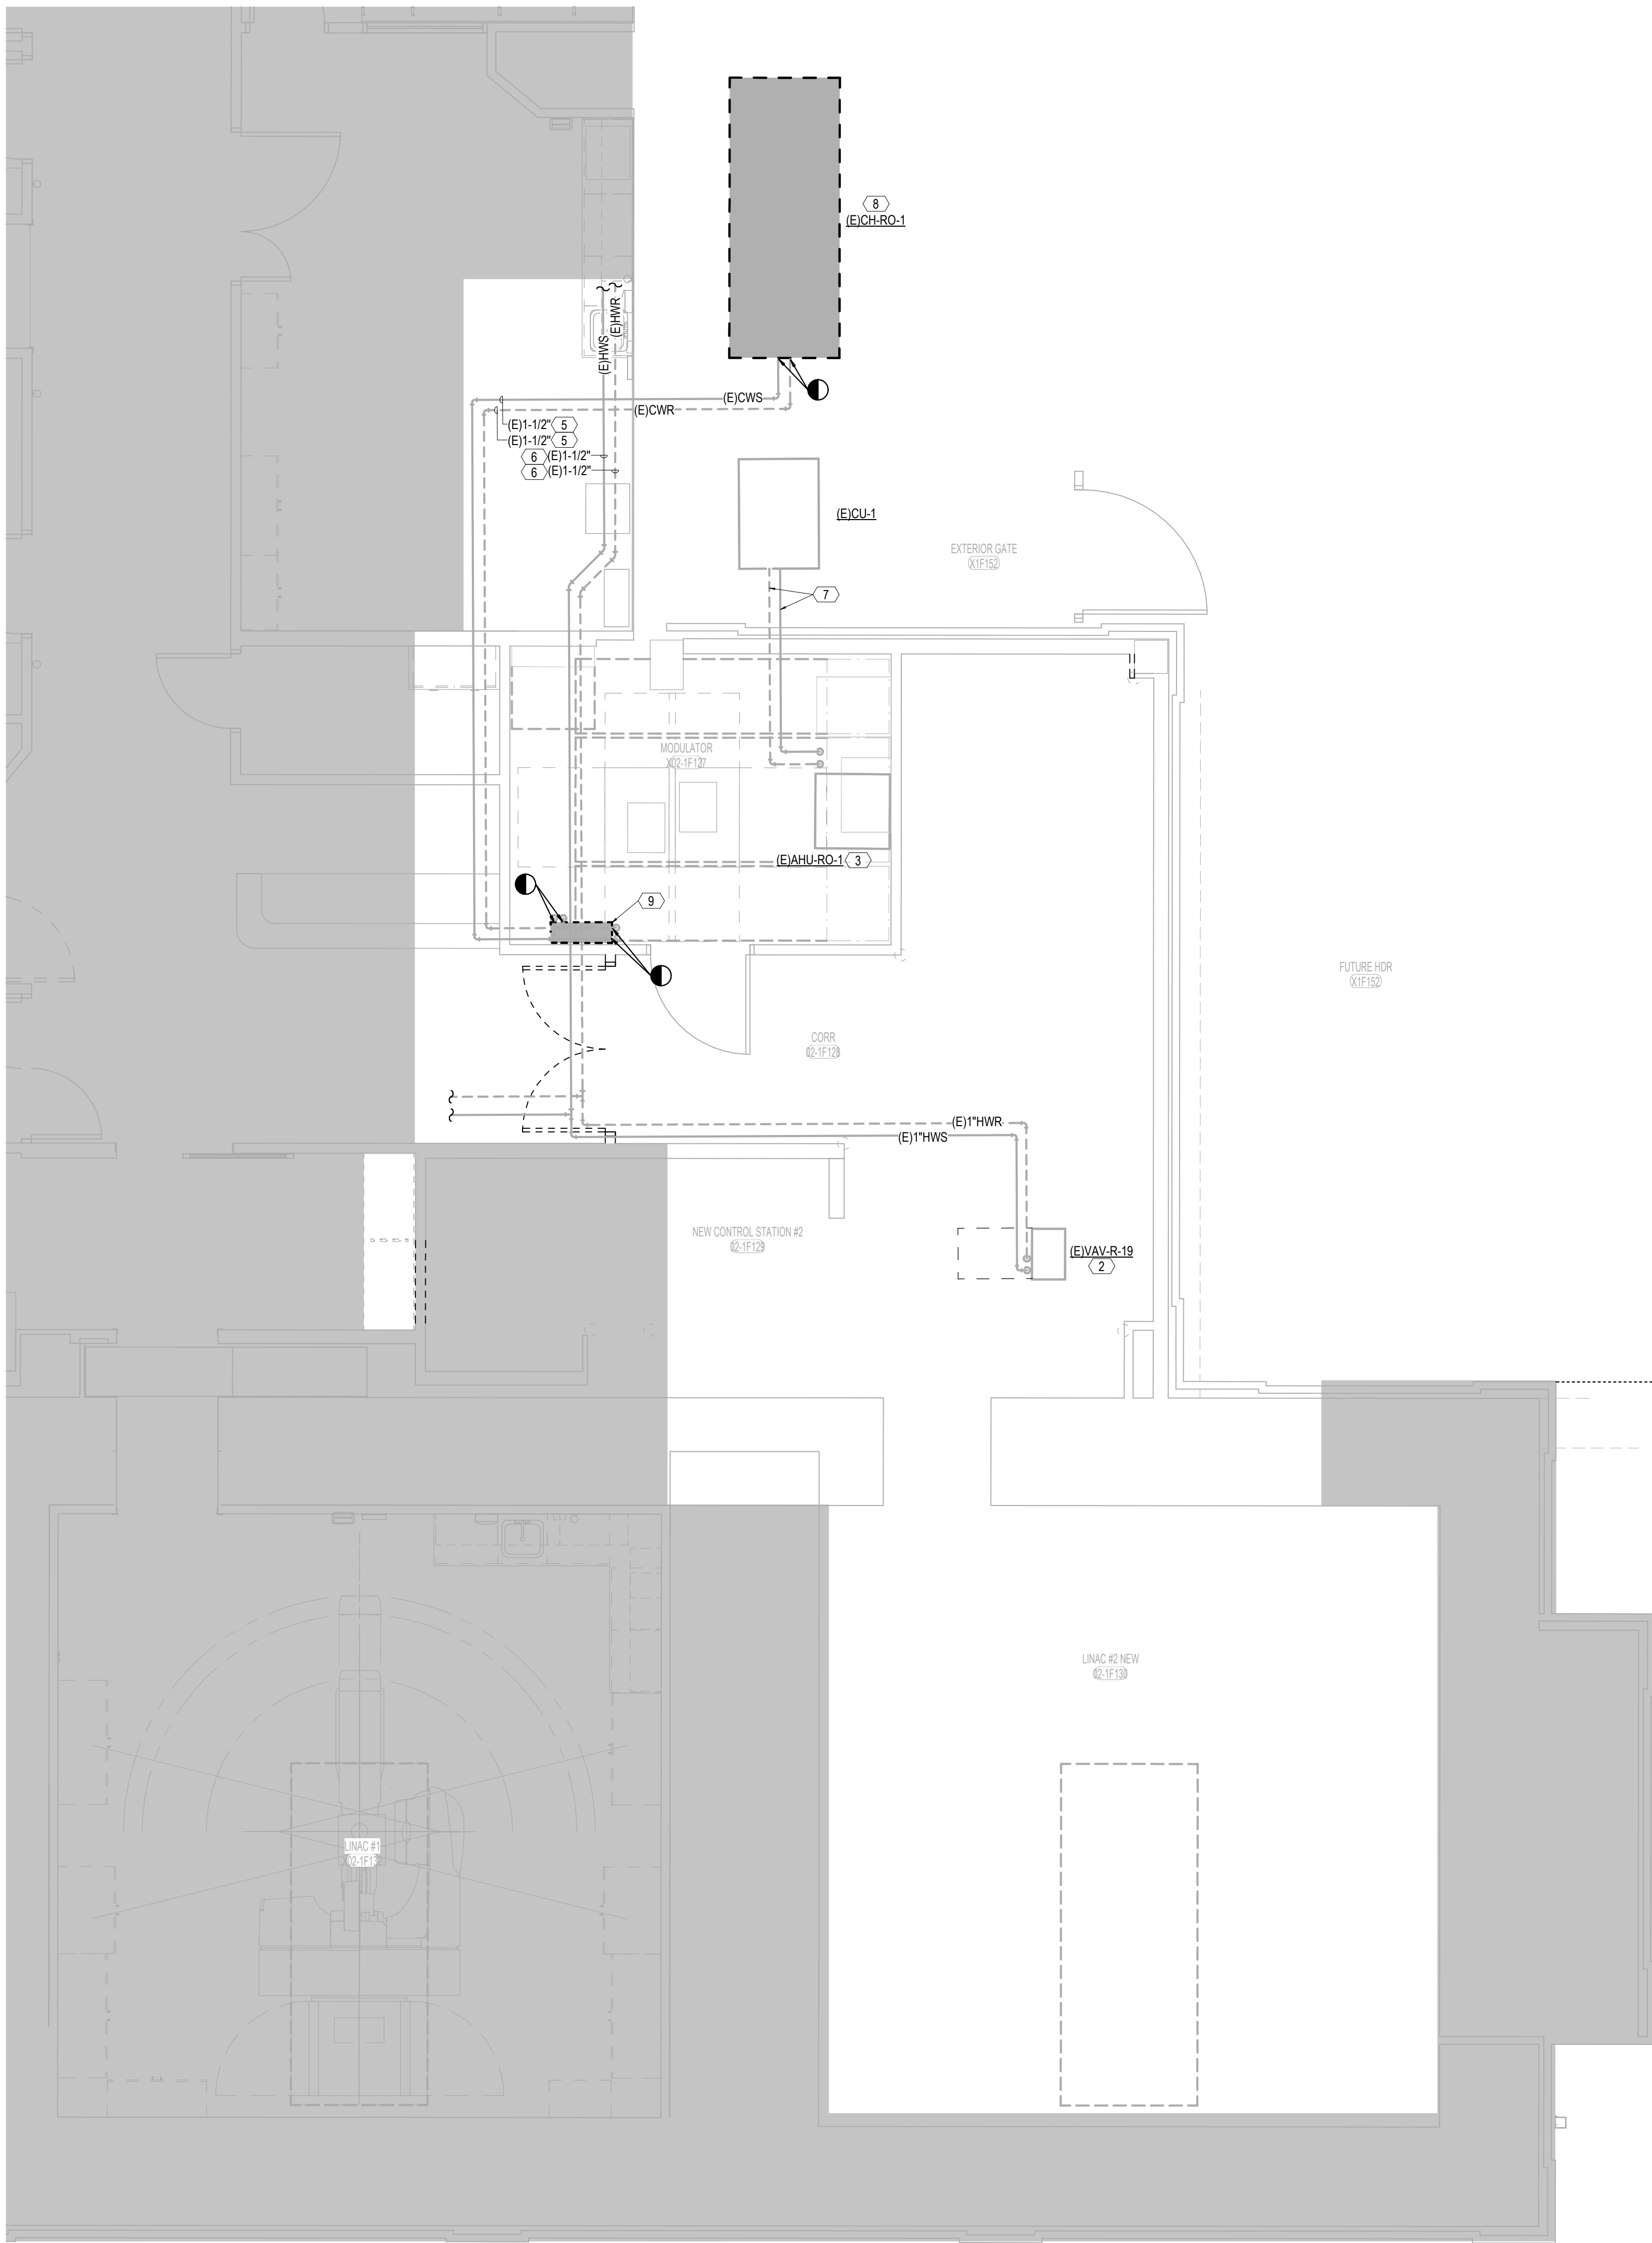 8
(E)CH-RO-1
(E)HWR
(E)HWS
(E)CWS
(E)CWR
(E)1-1/2" 5
(E)1-1/2" 5
6 (E)1-1/2"
6 (E)1-1/2"
(E)CU-1
EXTERIOR GATE
X1F152
7
MODULATOR
X02-1F127
(E)AHU-RO-1 3
9
FUTURE HDR
X1F152
CORR
02-1F128
(E)1"HWR
(E)1"HWS
NEW CONTROL STATION #2
02-1F129
(E)VAV-R-19
2
LINAC #2 NEW
02-1F130
LINAC #1